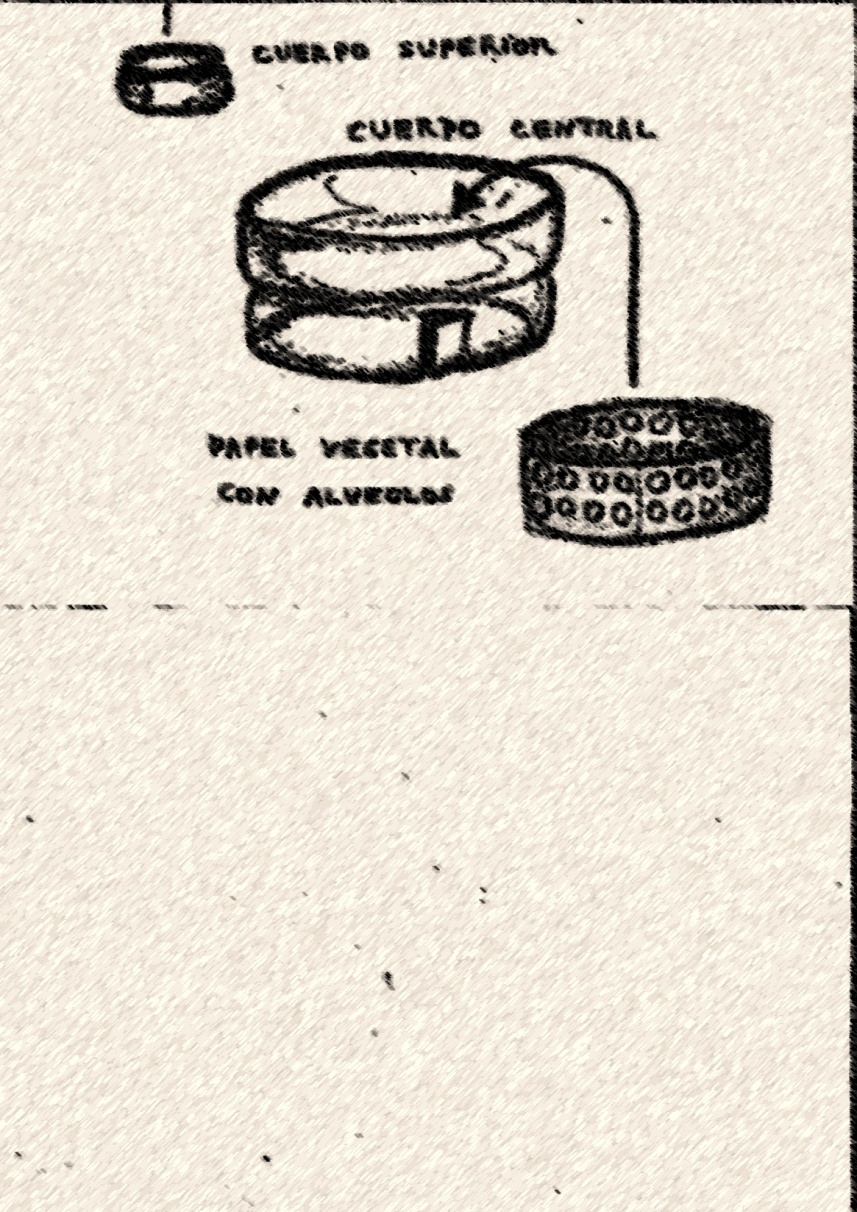 CUERPO SUPERIOR
CUERPO CENTRAL
PAPEL VEGETAL
CON ALVEOLOS